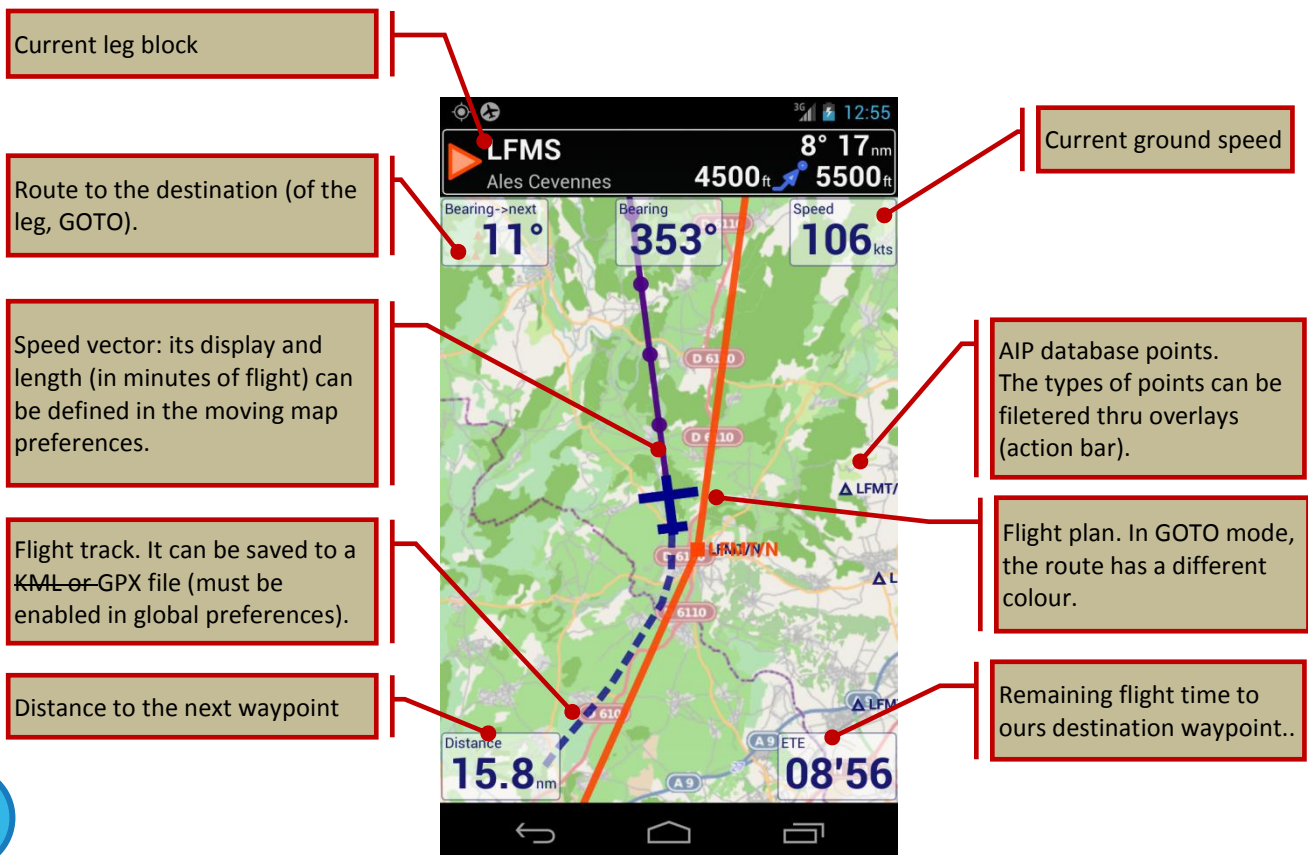 Current leg block
Route to the destination (of the
leg, GOTO).
Speed vector: its display and
length (in minutes of flight) can
be defined in the moving map
preferences.
Flight track. It can be saved to a
KML or GPX file (must be
enabled in global preferences).
Distance to the next waypoint
3G 12:55
LFMS 8° 17nm
Ales Cevennes 4500ft 5500ft
Bearing->next
11°
Bearing
353°
Speed
106kts
D 6110
D 6110
LFMT/
D 6110
Distance
15.8nm
A 9
A 9
ETE
08'56
Current ground speed
AIP database points.
The types of points can be
filetered thru overlays
(action bar).
Flight plan. In GOTO mode,
the route has a different
colour.
Remaining flight time to
ours destination waypoint..